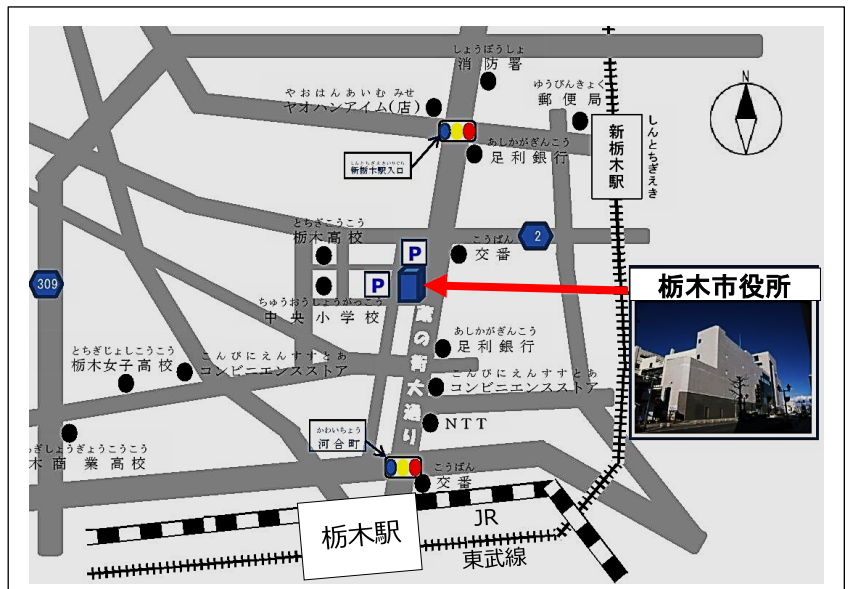 しょうぼうしょ
消防署
やおはんあいむ みせ
ヤオハンアイム(店)
ゆうびんきょく
郵便局
N
しんとちぎえき
新栃木駅
新栃木駅入口
あしかがぎんこう
足利銀行
とちぎこうこう
栃木高校
P
こうばん
交番
2
309
P
栃木市役所
ちゅうおうしょうがっこう
中央小学校
蔵の街大通り
あしかがぎんこう
足利銀行
とちぎじょしこうこう
栃木女子高校
こんびにえんすすとあ
コンビニエンスストア
こんびにえんすすとあ
コンビニエンスストア
NTT
かわいちょう
河合町
ぎしょうぎょうこうこう
木商業高校
こうばん
交番
栃木駅
JR
東武線